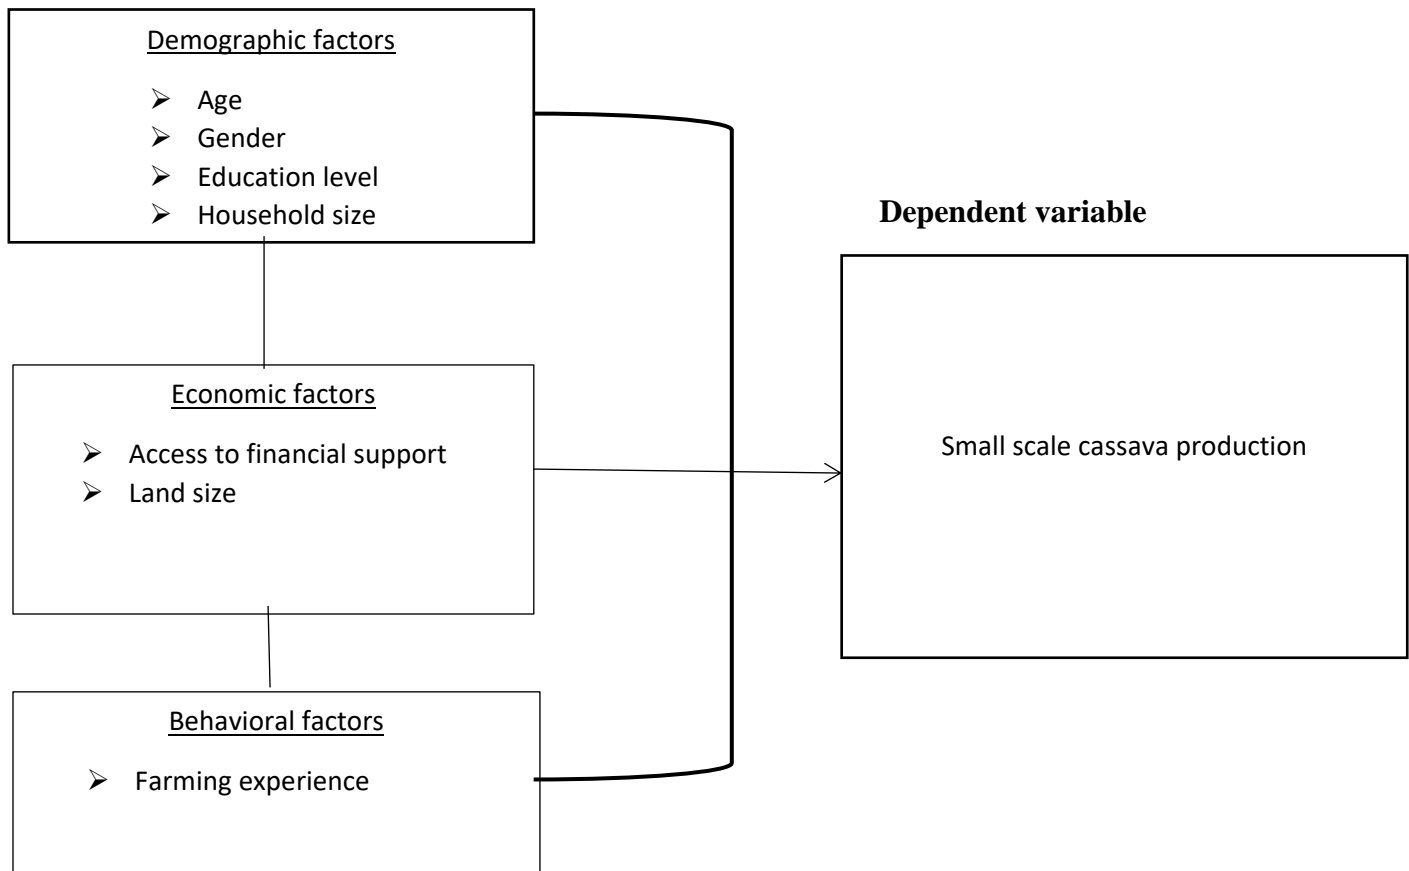 Demographic factors
➢ Age
➢ Gender
➢ Education level
➢ Household size
Dependent variable
Economic factors
➢ Access to financial support
➢ Land size
Small scale cassava production
Behavioral factors
➢ Farming experience